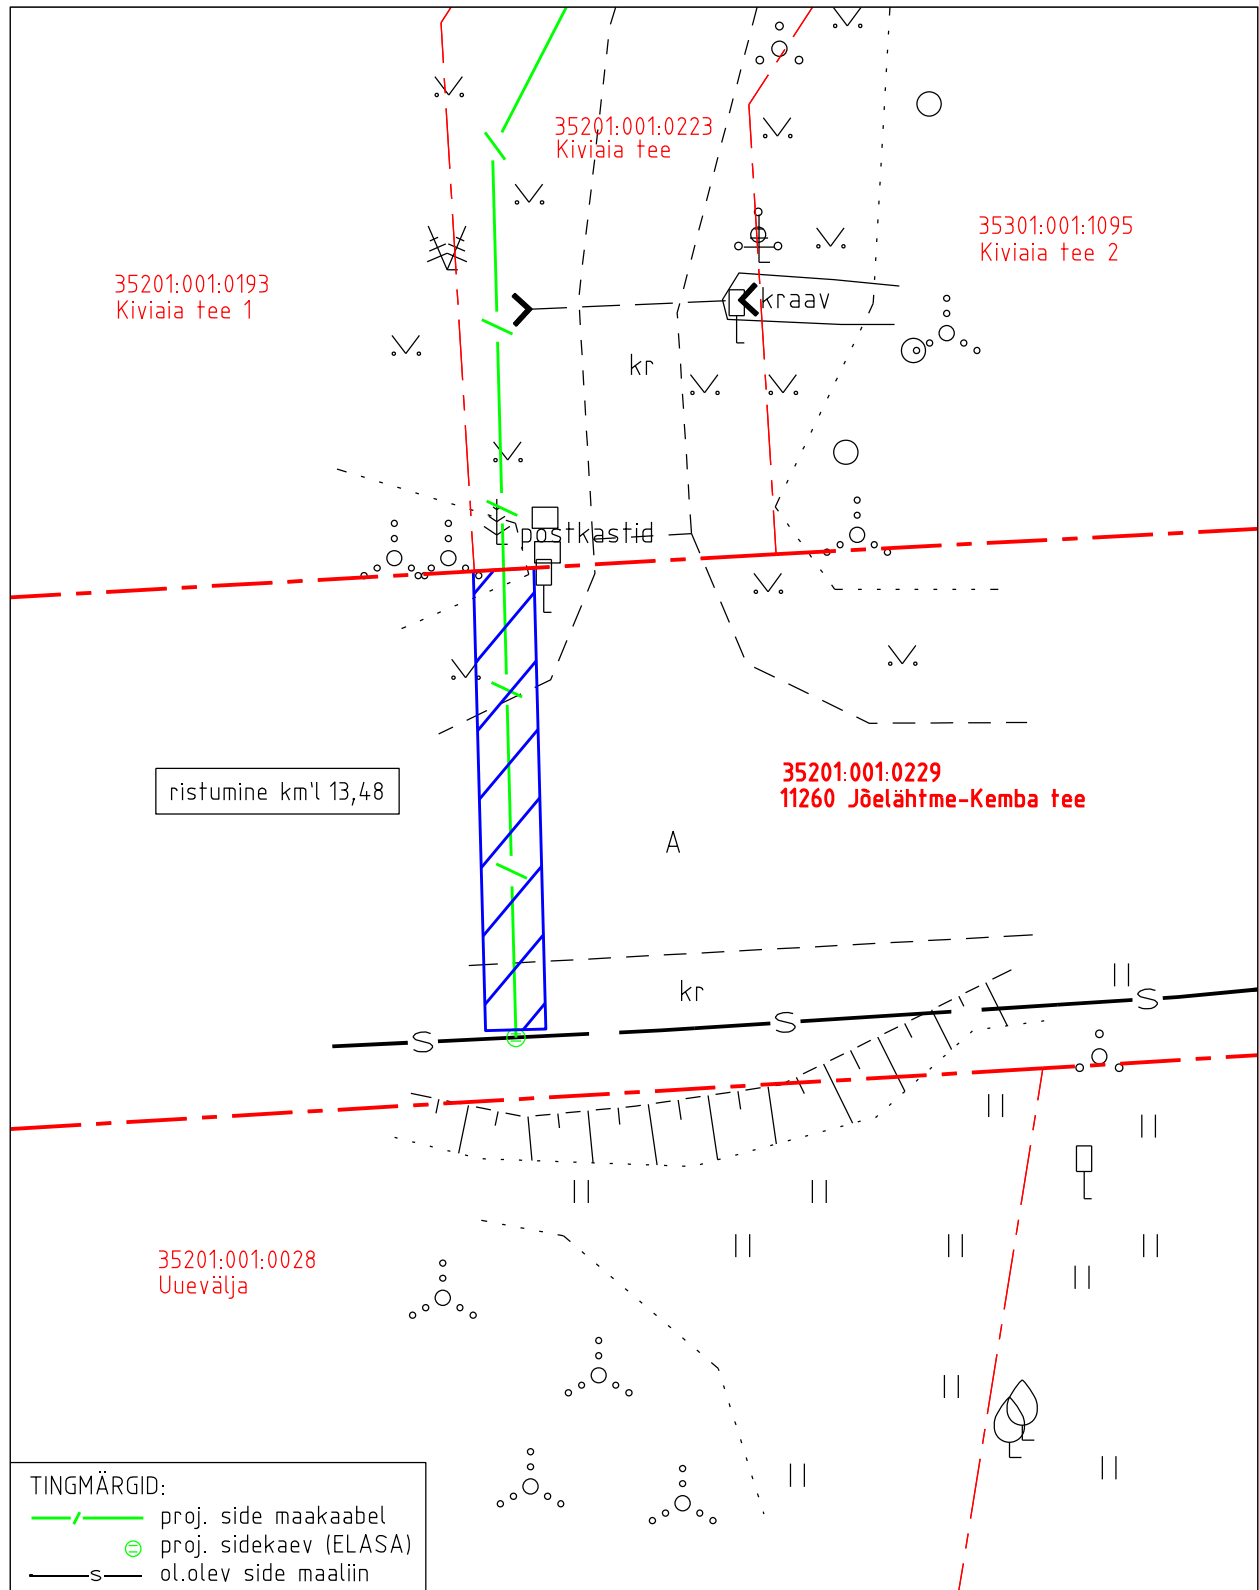 35201:001:0223
Kiviaia tee
35301:001:1095
Kiviaia tee 2
35201:001:0193
Kiviaia tee 1
kraav
kr
postkastid
35201:001:0229
11260 Jõelähtme-Kemba tee
ristumine km'l 13,48
A
kr
S
S
S
35201:001:0028
Uuevälja
TINGMÄRGID:
proj. side maakaabel
proj. sidekaev (ELASA)
S
ol.olev side maaliin